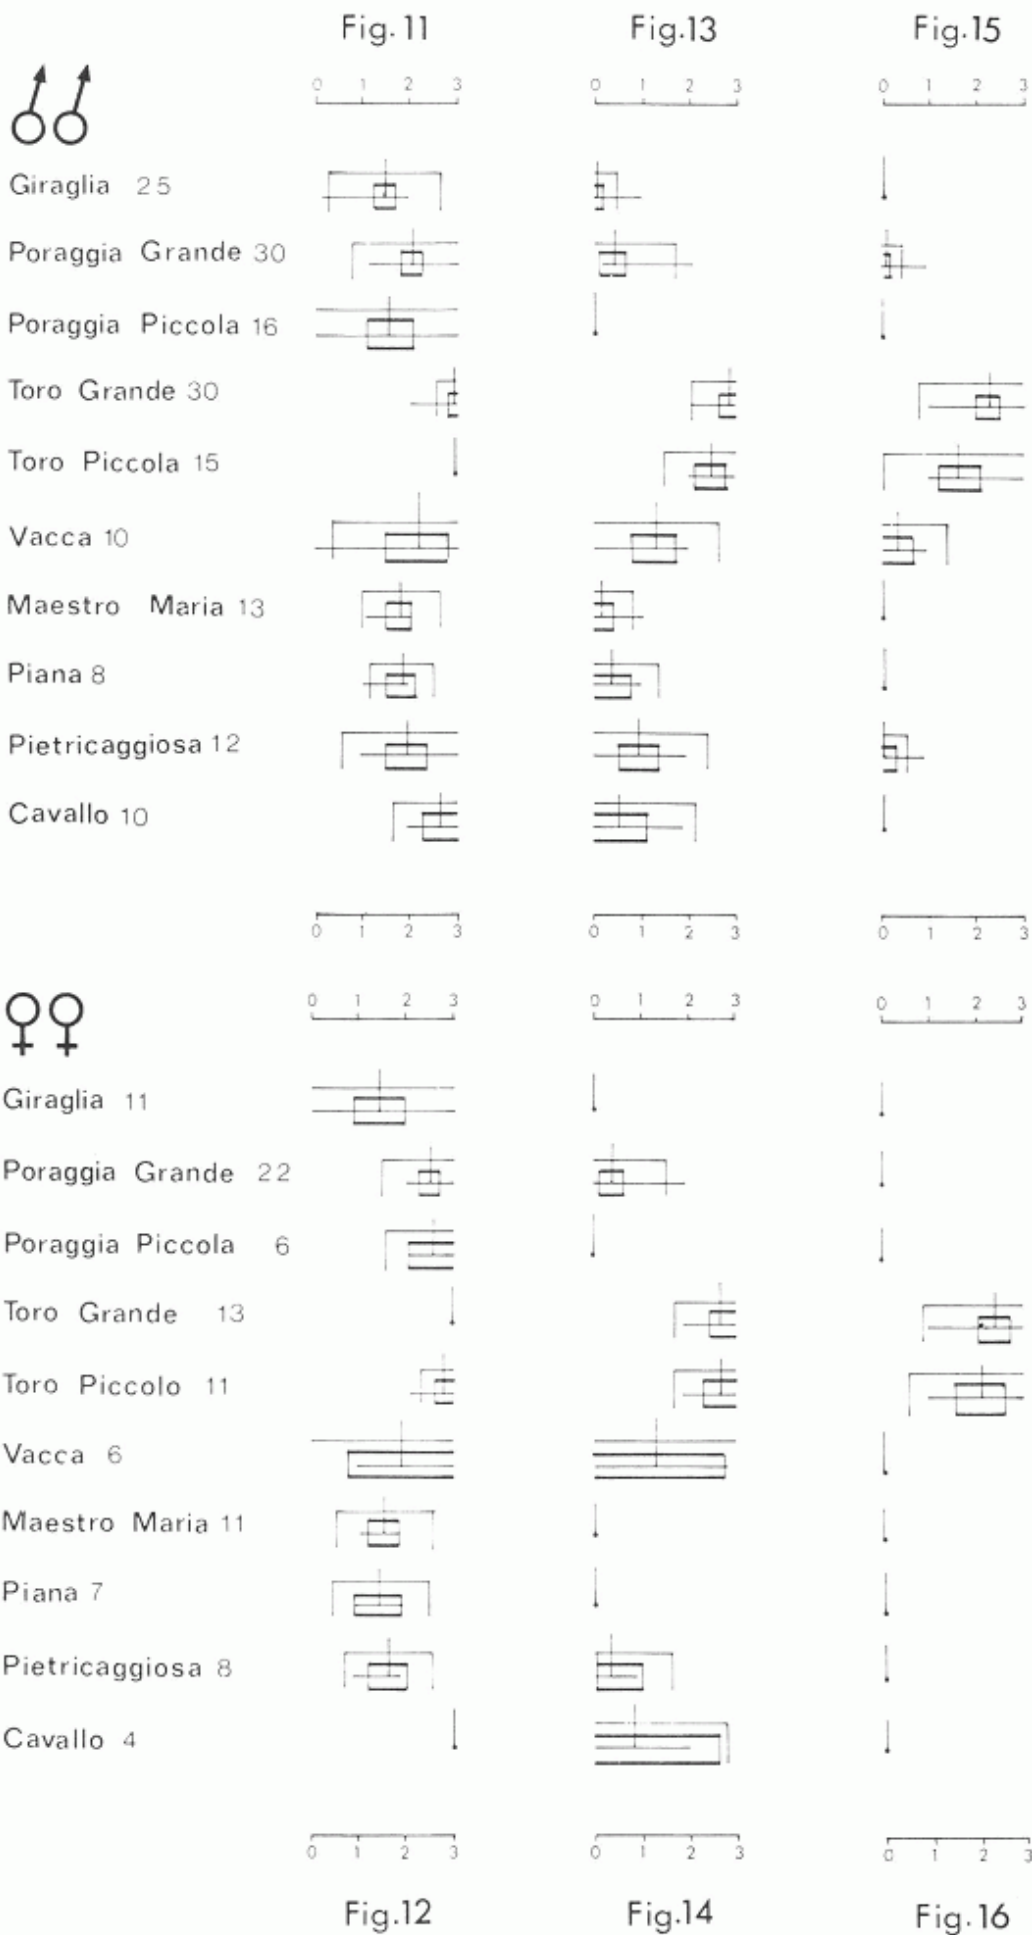 Fig.11 Fig.13 Fig.15
0 1 2 3 0 1 2 3 0 1 2 3
♂♂
Giraglia 25
Poraggia Grande 30
Poraggia Piccola 16
Toro Grande 30
Toro Piccola 15
Vacca 10
Maestro Maria 13
Piana 8
Pietricaggiosa 12
Cavallo 10
0 1 2 3 0 1 2 3 0 1 2 3
♀♀
0 1 2 3 0 1 2 3 0 1 2 3
Giraglia 11
Poraggia Grande 22
Poraggia Piccola 6
Toro Grande 13
Toro Piccolo 11
Vacca 6
Maestro Maria 11
Piana 7
Pietricaggiosa 8
Cavallo 4
0 1 2 3 0 1 2 3 0 1 2 3
Fig.12 Fig.14 Fig.16